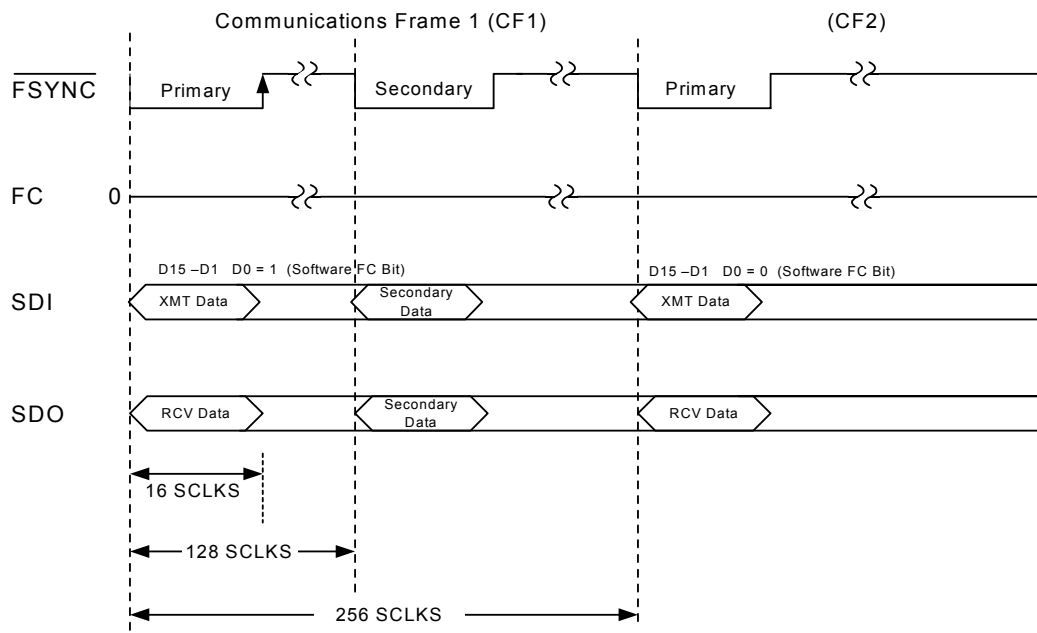 Communications Frame 1 (CF1) (CF2)
FSYNC Primary Secondary Primary
FC 0
D15 –D1 D0 = 1 (Software FC Bit) D15 –D1 D0 = 0 (Software FC Bit)
SDI XMT Data Secondary Data XMT Data
SDO RCV Data Secondary Data RCV Data
16 SCLKS
128 SCLKS
256 SCLKS